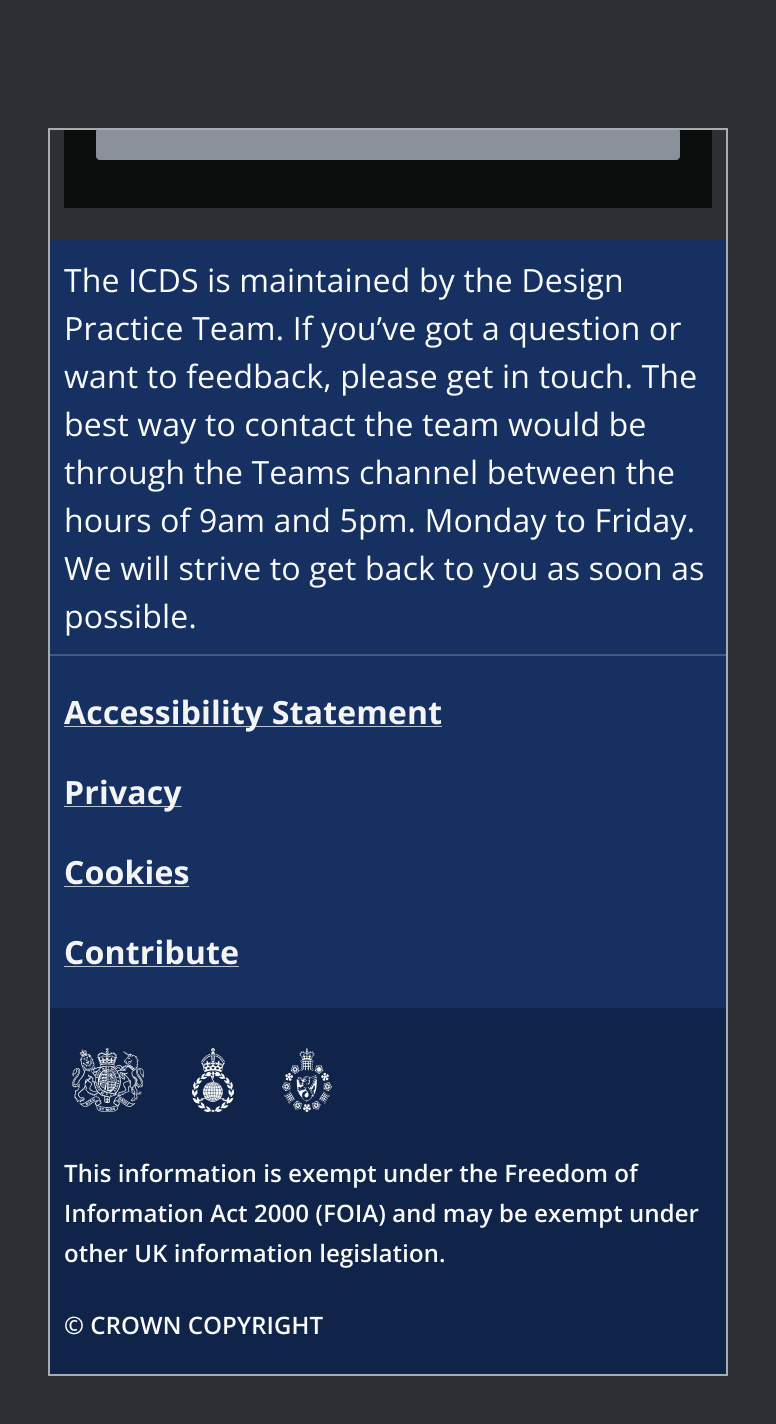 The ICDS is maintained by the Design
Practice Team. If you’ve got a question or
want to feedback, please get in touch. The
best way to contact the team would be
through the Teams channel between the
hours of 9am and 5pm. Monday to Friday.
We will strive to get back to you as soon as
possible.
Accessibility Statement
Privacy
Cookies
Contribute
This information is exempt under the Freedom of
Information Act 2000 (FOIA) and may be exempt under
other UK information legislation.
© CROWN COPYRIGHT